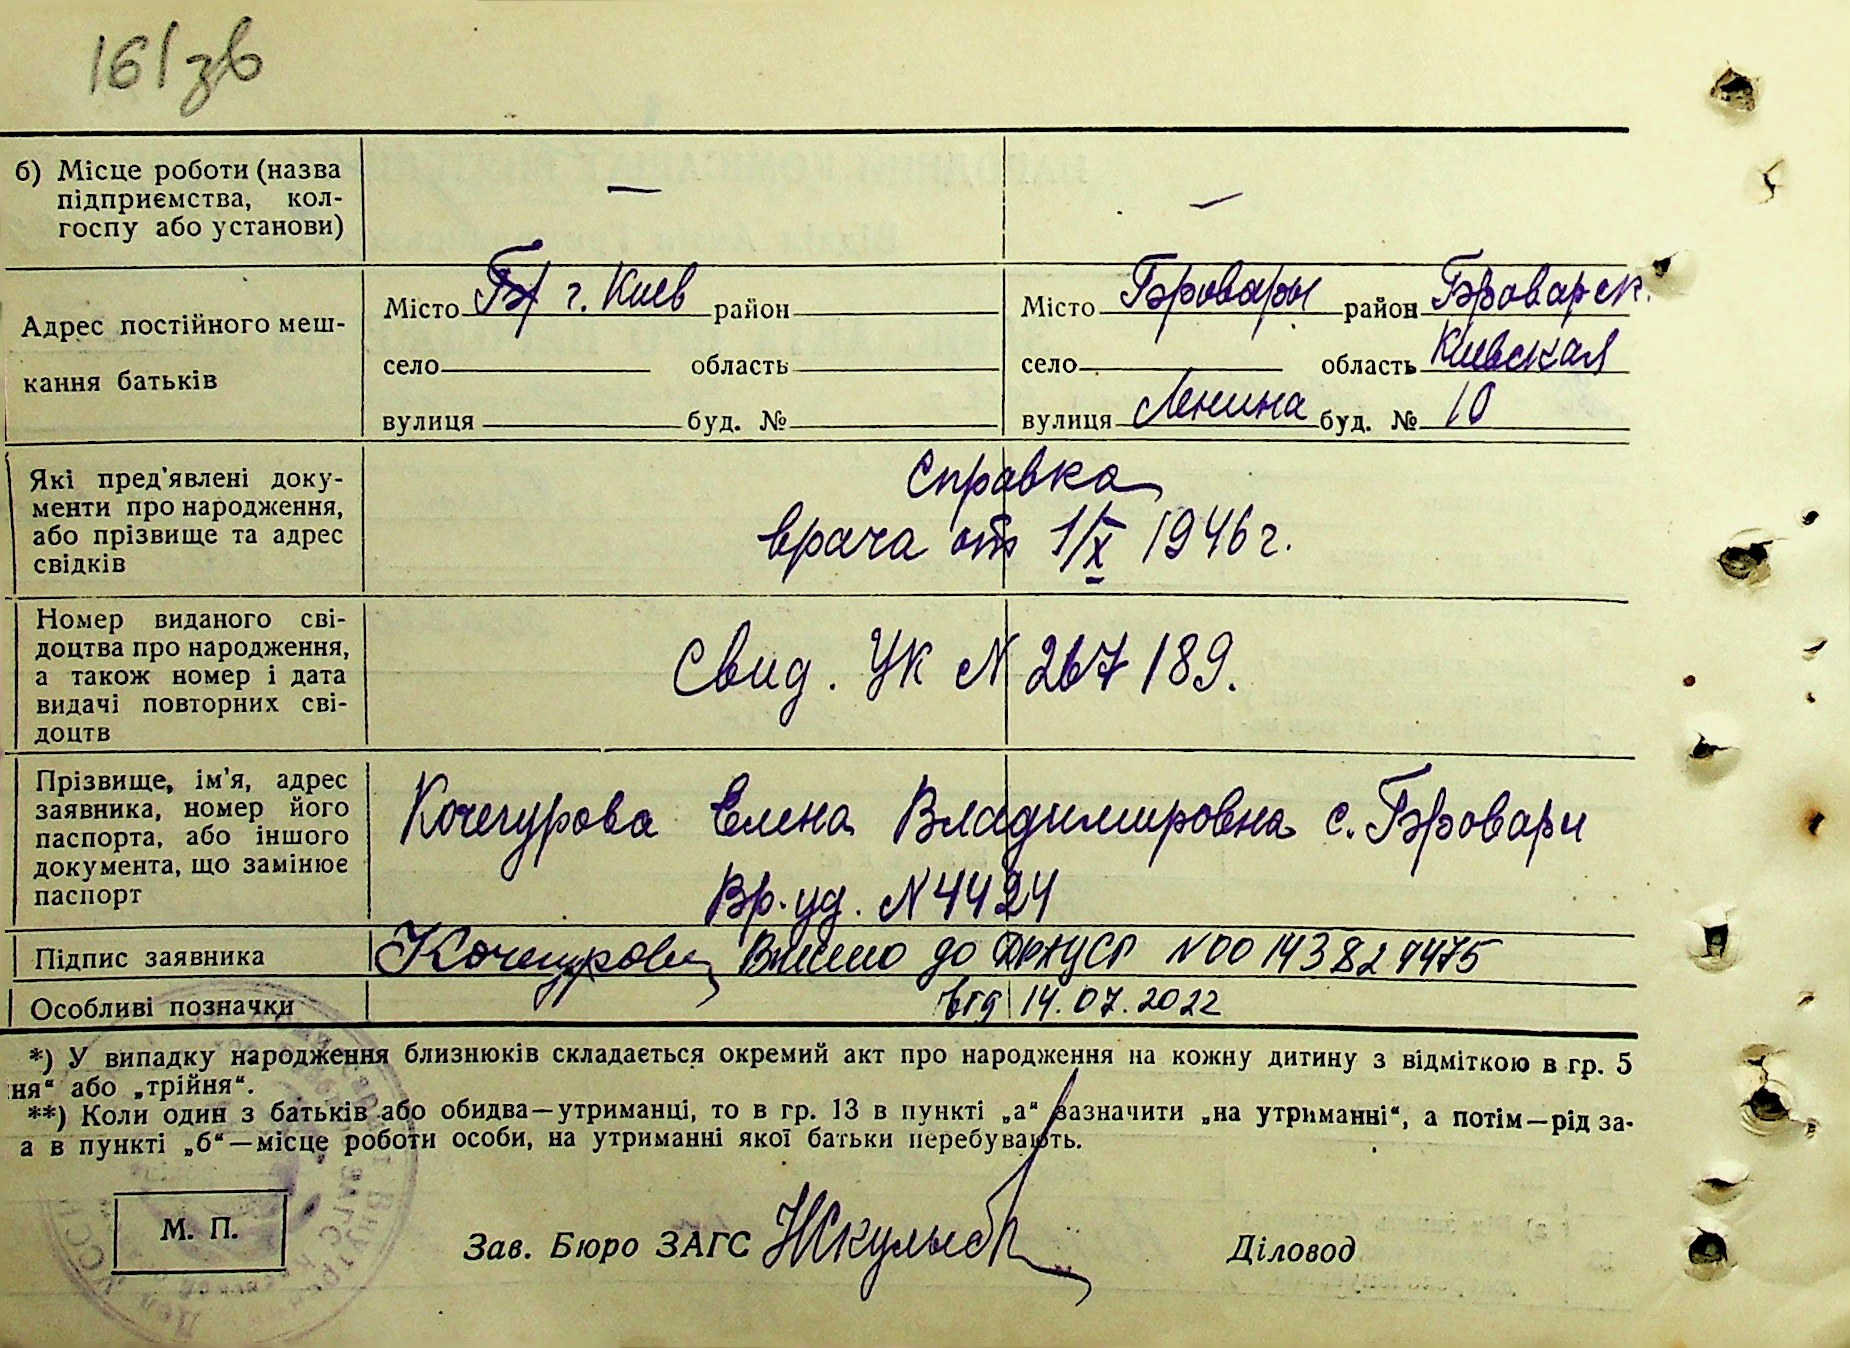 161 зв
б) Місце роботи (назва
підприємства, кол-
госпу або установи)
— —
Адрес постійного меш-
кання батьків
Місто Бр г. Киев район
село область
вулиця буд. №
Місто Бровары район Броварск.
село область Киевская
вулиця Ленина буд. № 10
Які пред'явлені доку-
менти про народження,
або прізвище та адрес
свідків
Справка
врача от 1/X 1946 г.
Номер виданого сві-
доцтва про народження,
а також номер і дата
видачі повторних сві-
доцтв
Свид. УК N 267189.
Прізвище, ім'я, адрес
заявника, номер його
паспорта, або іншого
документа, що замінює
паспорт
Кочегурова Елена Владимировна с. Бровари
Вр. уд. N 4424
Підпис заявника
Кочегурова Внесено до ДРАЦСГ N 00143829475
Особливі позначки
від 14.07.2022
*) У випадку народження близнюків складається окремий акт про народження на кожну дитину з відміткою в гр. 5
ня“ або „трійня“.
**) Коли один з батьків або обидва—утриманці, то в гр. 13 в пункті „а“ зазначити „на утриманні“, а потім—рід за-
а в пункті „б“—місце роботи особи, на утриманні якої батьки перебувають.
М. П.
Зав. Бюро ЗАГС
Діловод